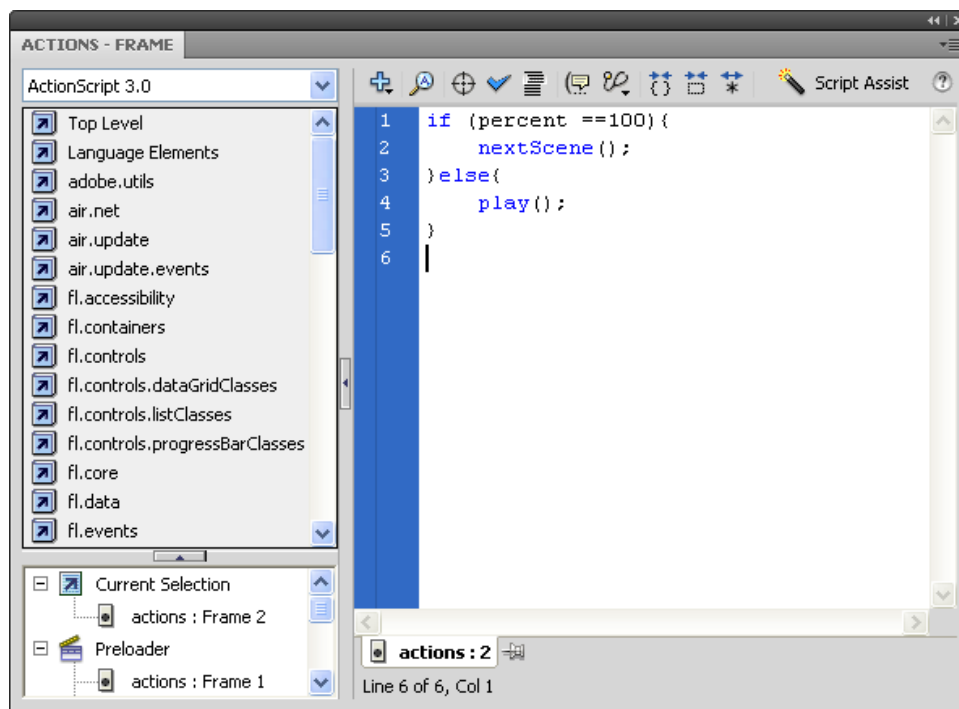 ACTIONS - FRAME
ActionScript 3.0
Script Assist
Top Level
Language Elements
adobe.utils
air.net
air.update
air.update.events
fl.accessibility
fl.containers
fl.controls
fl.controls.dataGridClasses
fl.controls.listClasses
fl.controls.progressBarClasses
fl.core
fl.data
fl.events
Current Selection
actions : Frame 2
Preloader
actions : Frame 1
1 if (percent ==100){
2 nextScene();
3 }else{
4 play();
5 }
6
actions : 2
Line 6 of 6, Col 1